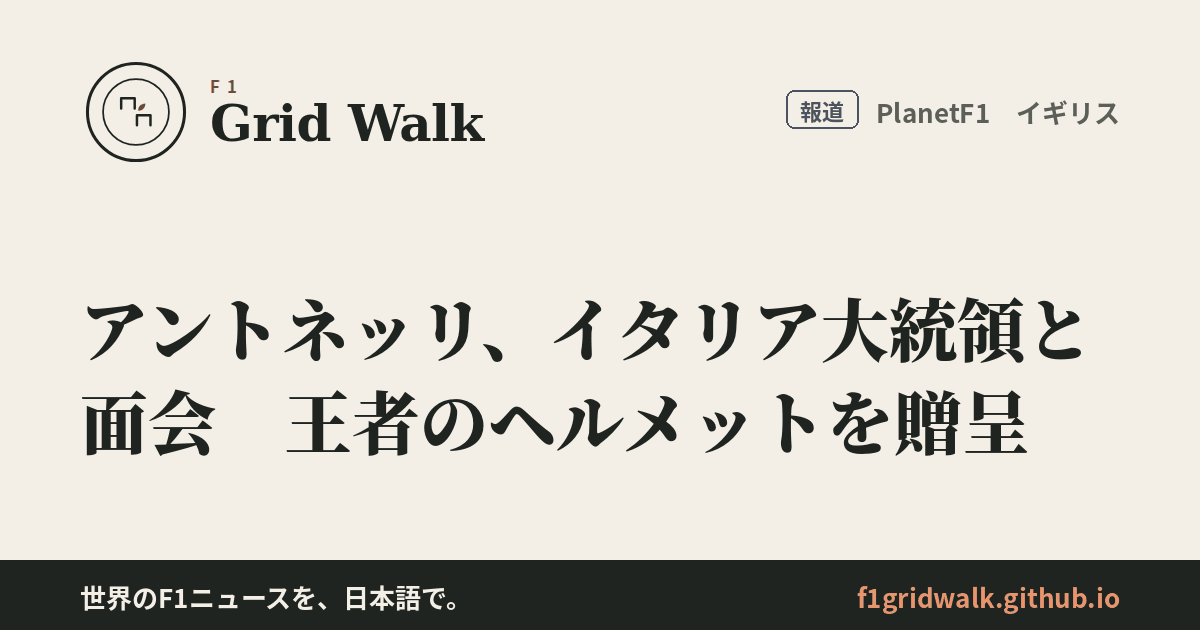 F1
Grid Walk
報道 PlanetF1 イギリス
アントネッリ、イタリア大統領と
面会 王者のヘルメットを贈呈
世界のF1ニュースを、日本語で。
f1gridwalk.github.io